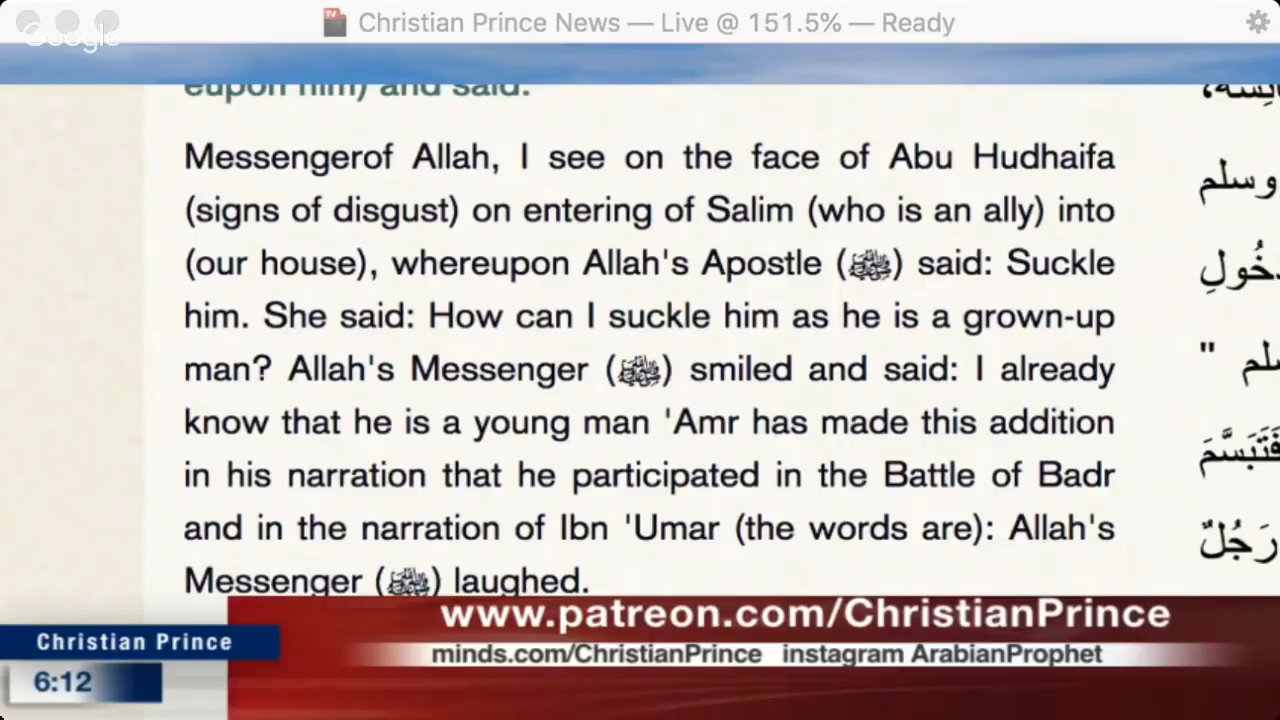 Christian Prince News — Live @ 151.5% — Ready
Google
eupon him) and said:
Messengerof Allah, I see on the face of Abu Hudhaifa
(signs of disgust) on entering of Salim (who is an ally) into
(our house), whereupon Allah's Apostle (ﷺ) said: Suckle
him. She said: How can I suckle him as he is a grown-up
man? Allah's Messenger (ﷺ) smiled and said: I already
know that he is a young man 'Amr has made this addition
in his narration that he participated in the Battle of Badr
and in the narration of Ibn 'Umar (the words are): Allah's
Messenger (ﷺ) laughed.
وسلم
" 
رَجُلٌ
www.patreon.com/ChristianPrince
minds.com/ChristianPrince instagram ArabianProphet
Christian Prince
6:12